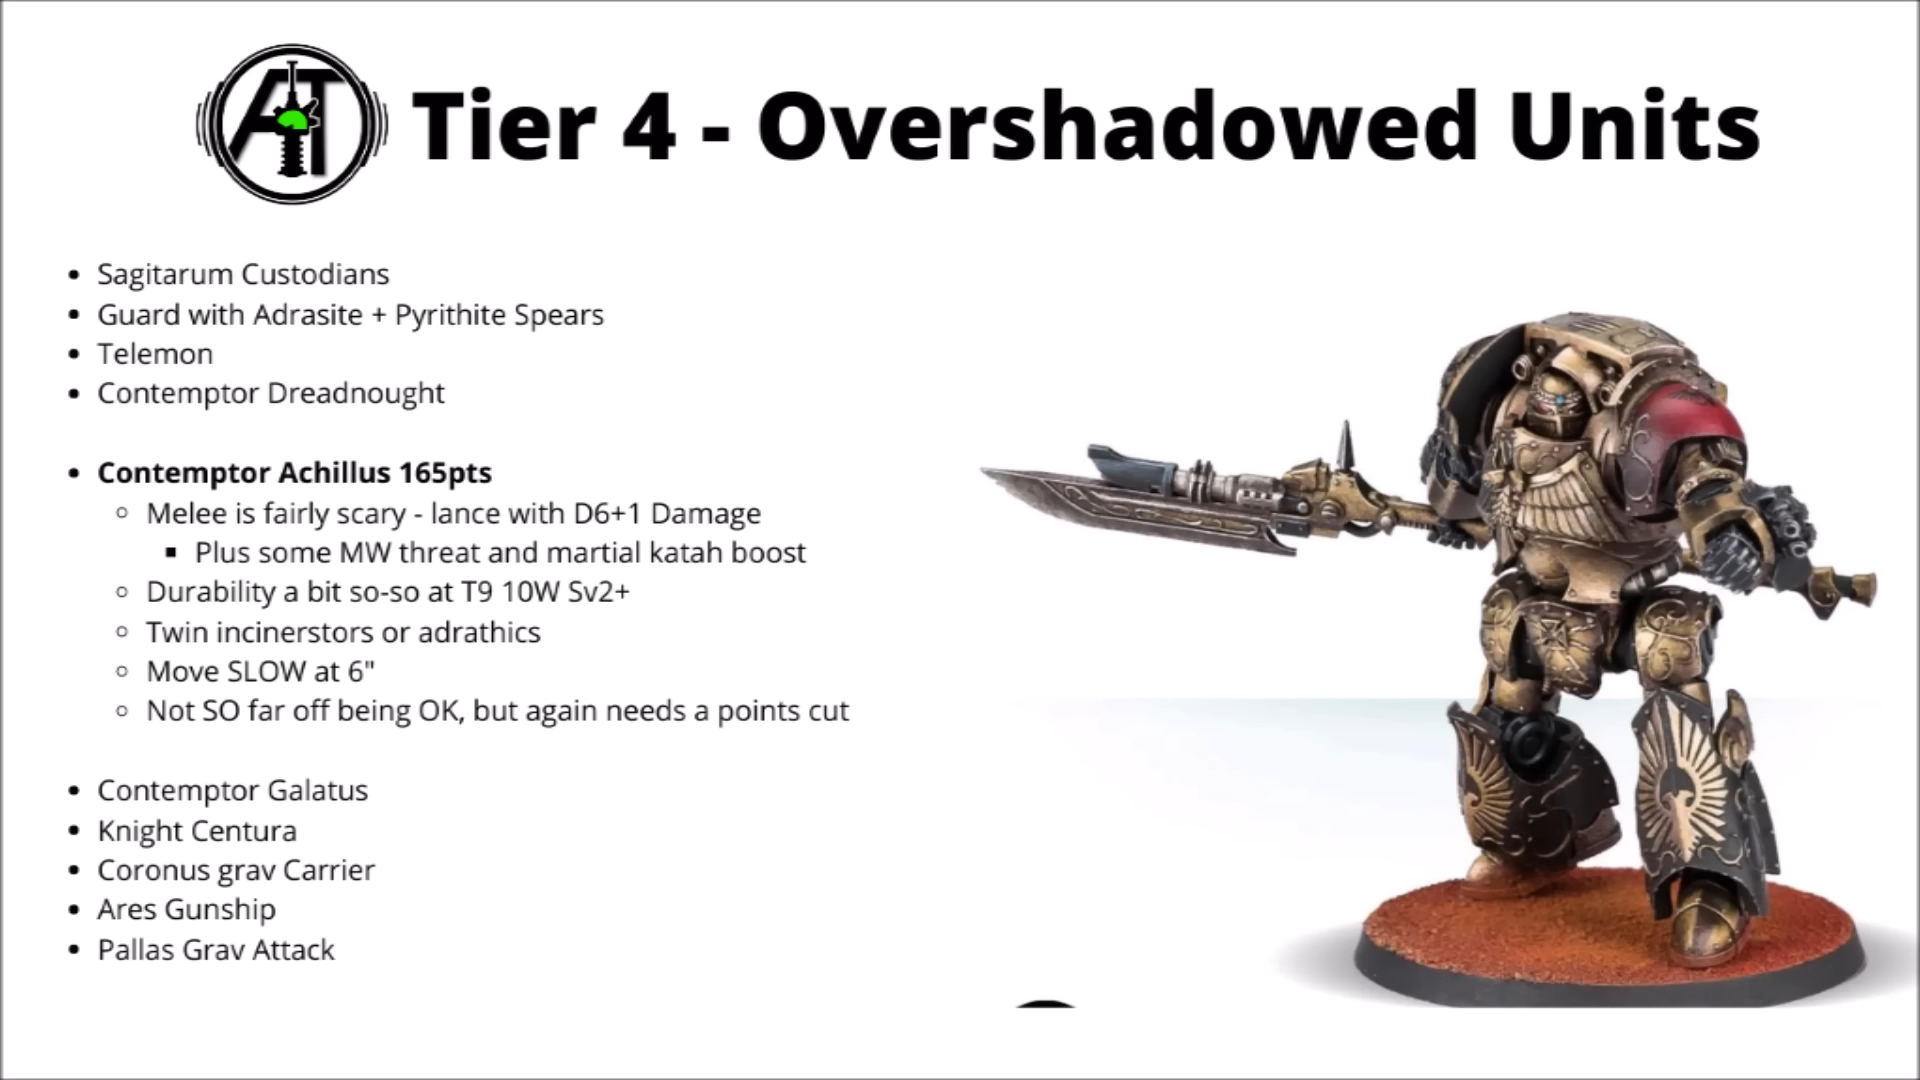 AT Tier 4 - Overshadowed Units
Sagitarum Custodians
Guard with Adrasite + Pyrithite Spears
Telemon
Contemptor Dreadnought
Contemptor Achillus 165pts
Melee is fairly scary - lance with D6+1 Damage
Plus some MW threat and martial katah boost
Durability a bit so-so at T9 10W Sv2+
Twin incinerstors or adrathics
Move SLOW at 6"
Not SO far off being OK, but again needs a points cut
Contemptor Galatus
Knight Centura
Coronus grav Carrier
Ares Gunship
Pallas Grav Attack